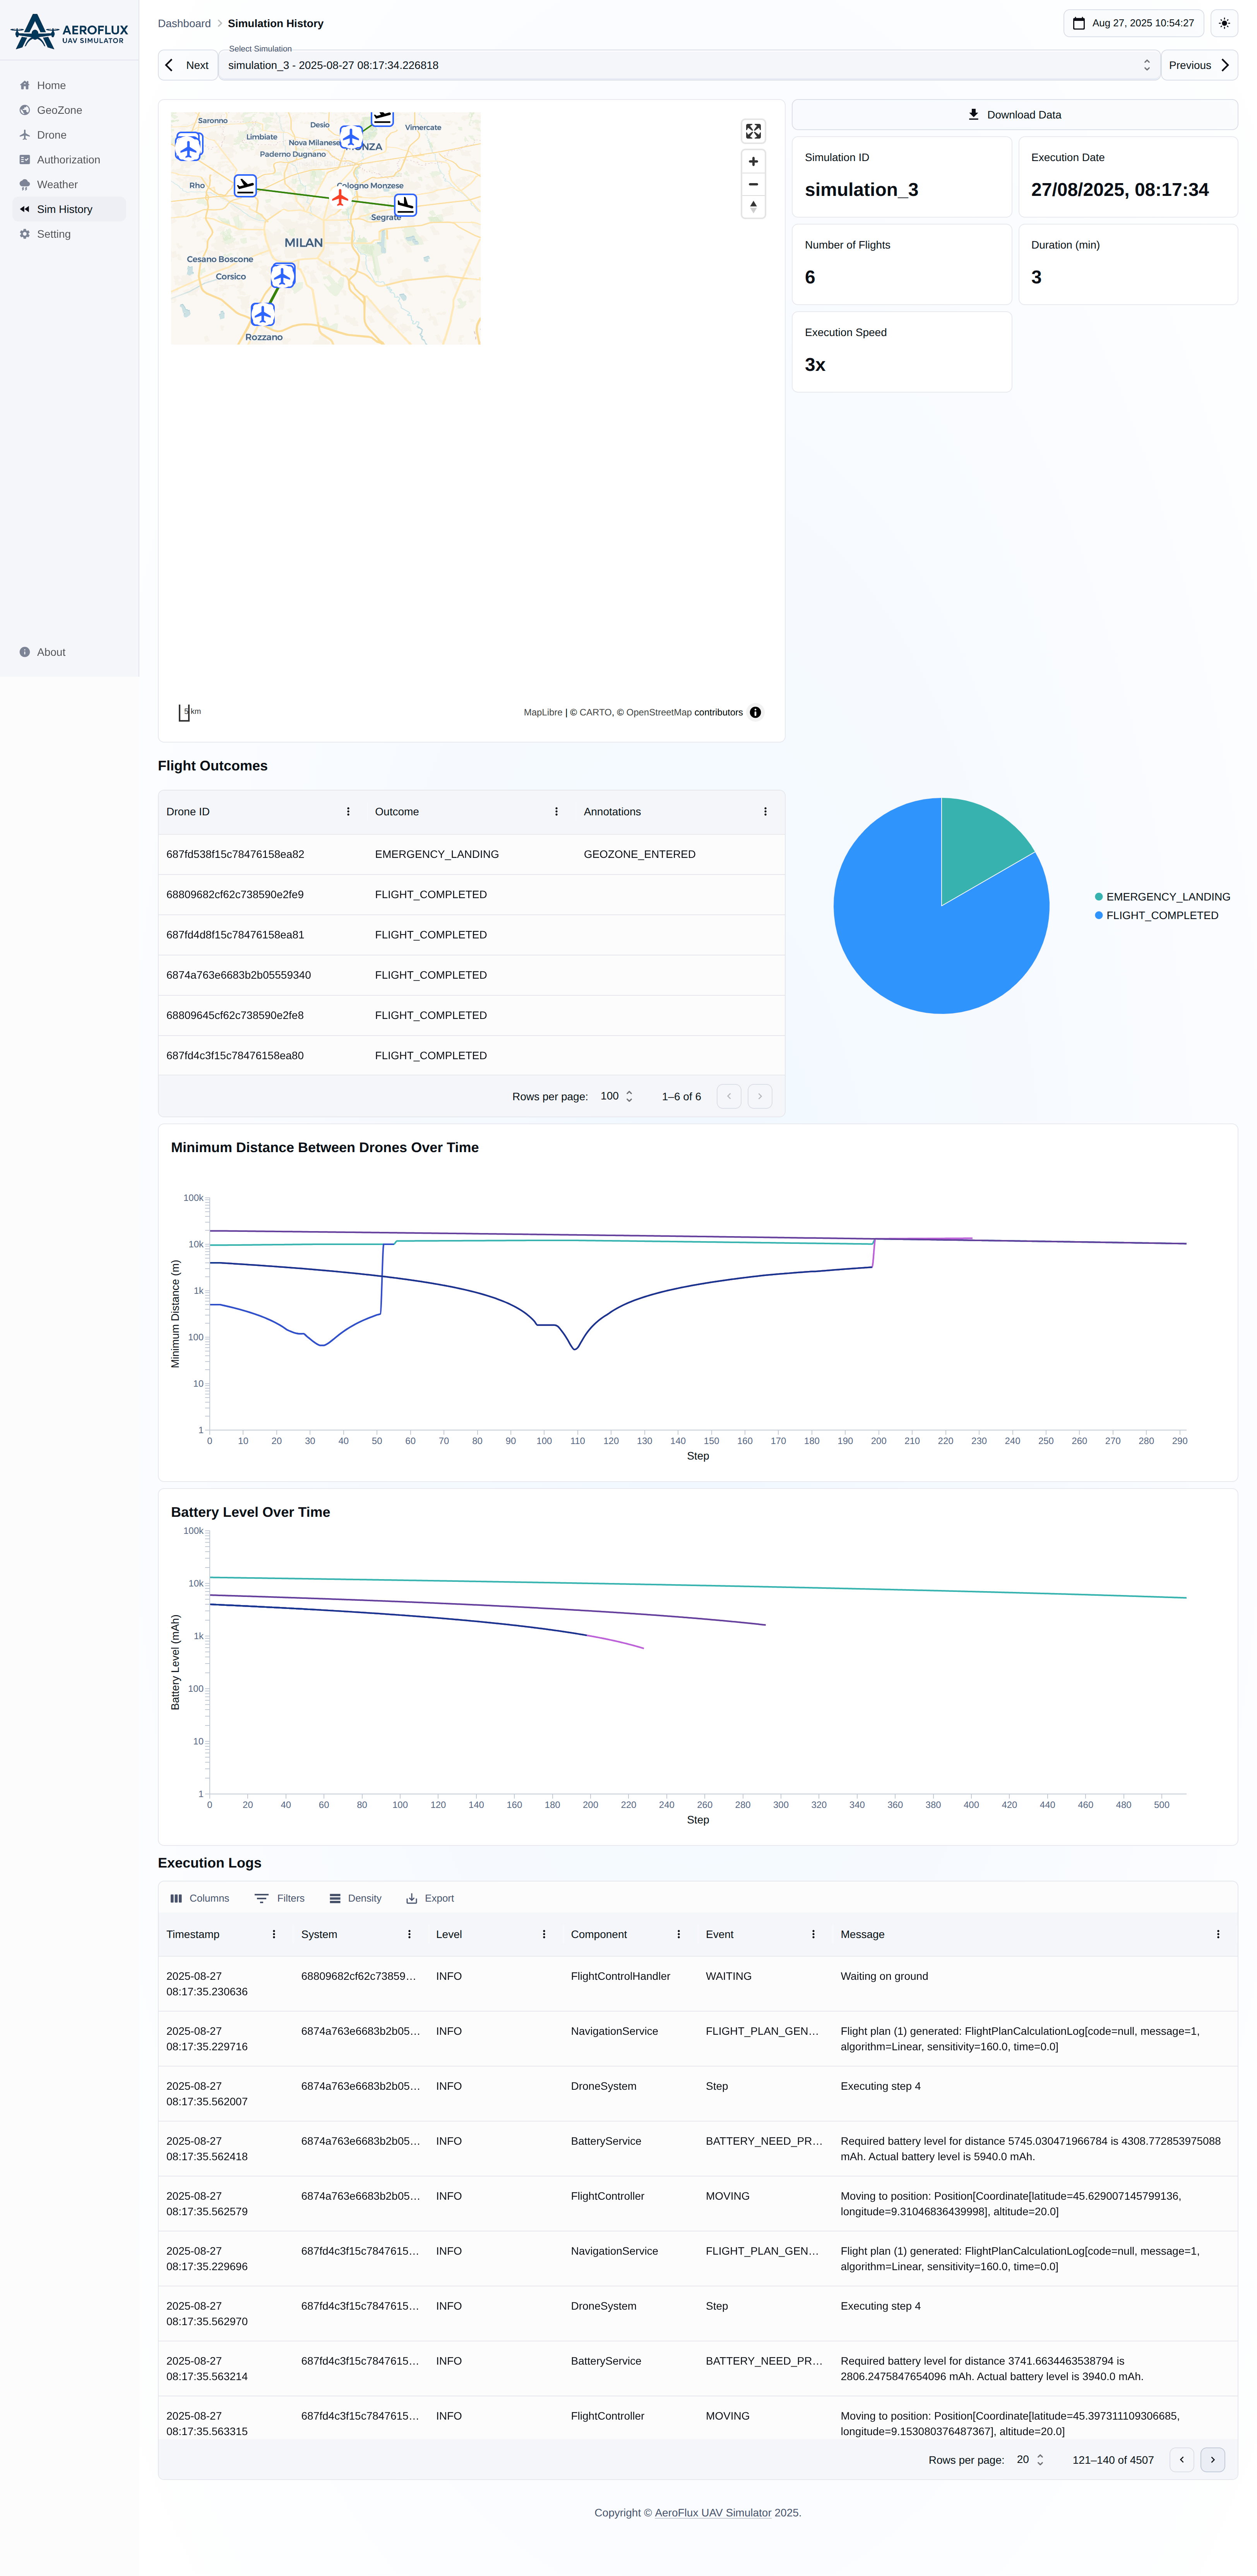 AEROFLUX
UAV SIMULATOR
Home
GeoZone
Drone
Authorization
Weather
Sim History
Setting
About
Dashboard
Simulation History
Aug 27, 2025 10:54:27
Next
Select Simulation
simulation_3 - 2025-08-27 08:17:34.226818
Previous
Saronno
Desio
Vimercate
Limbiate
Nova Milanese
NZA
Paderno Dugnano
Rho
Cologno Monzese
Segrate
MILAN
Cesano Boscone
Corsico
Rozzano
5 km
MapLibre | © CARTO, © OpenStreetMap contributors
Download Data
Simulation ID
simulation_3
Execution Date
27/08/2025, 08:17:34
Number of Flights
6
Duration (min)
3
Execution Speed
3x
Flight Outcomes
Drone ID Outcome Annotations
687fd538f15c78476158ea82 EMERGENCY_LANDING GEOZONE_ENTERED
68809682cf62c738590e2fe9 FLIGHT_COMPLETED
687fd4d8f15c78476158ea81 FLIGHT_COMPLETED
6874a763e6683b2b05559340 FLIGHT_COMPLETED
68809645cf62c738590e2fe8 FLIGHT_COMPLETED
687fd4c3f15c78476158ea80 FLIGHT_COMPLETED
Rows per page: 100 1–6 of 6
EMERGENCY_LANDING
FLIGHT_COMPLETED
Minimum Distance Between Drones Over Time
100k
10k
1k
100
10
1
Minimum Distance (m)
0 10 20 30 40 50 60 70 80 90 100 110 120 130 140 150 160 170 180 190 200 210 220 230 240 250 260 270 280 290
Step
Battery Level Over Time
100k
10k
1k
100
10
1
Battery Level (mAh)
0 20 40 60 80 100 120 140 160 180 200 220 240 260 280 300 320 340 360 380 400 420 440 460 480 500
Step
Execution Logs
Columns Filters Density Export
Timestamp System Level Component Event Message
2025-08-27 68809682cf62c73859... INFO FlightControlHandler WAITING Waiting on ground
08:17:35.230636
2025-08-27 6874a763e6683b2b05... INFO NavigationService FLIGHT_PLAN_GEN... Flight plan (1) generated: FlightPlanCalculationLog[code=null, message=1,
08:17:35.229716 algorithm=Linear, sensitivity=160.0, time=0.0]
2025-08-27 6874a763e6683b2b05... INFO DroneSystem Step Executing step 4
08:17:35.562007
2025-08-27 6874a763e6683b2b05... INFO BatteryService BATTERY_NEED_PR... Required battery level for distance 5745.030471966784 is 4308.772853975088
08:17:35.562418 mAh. Actual battery level is 5940.0 mAh.
2025-08-27 6874a763e6683b2b05... INFO FlightController MOVING Moving to position: Position[Coordinate[latitude=45.629007145799136,
08:17:35.562579 longitude=9.31046836439998], altitude=20.0]
2025-08-27 687fd4c3f15c7847615... INFO NavigationService FLIGHT_PLAN_GEN... Flight plan (1) generated: FlightPlanCalculationLog[code=null, message=1,
08:17:35.229696 algorithm=Linear, sensitivity=160.0, time=0.0]
2025-08-27 687fd4c3f15c7847615... INFO DroneSystem Step Executing step 4
08:17:35.562970
2025-08-27 687fd4c3f15c7847615... INFO BatteryService BATTERY_NEED_PR... Required battery level for distance 3741.6634463538794 is
08:17:35.563214 2806.2475847654096 mAh. Actual battery level is 3940.0 mAh.
2025-08-27 687fd4c3f15c7847615... INFO FlightController MOVING Moving to position: Position[Coordinate[latitude=45.397311109306685,
08:17:35.563315 longitude=9.153080376487367], altitude=20.0]
Rows per page: 20 121–140 of 4507
Copyright © AeroFlux UAV Simulator 2025.